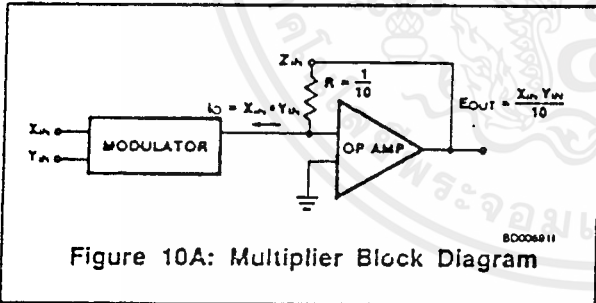 Z_IN
R = 1/10
I_O = X_IN • Y_IN
E_OUT = X_IN Y_IN / 10
X_IN
Y_IN
MODULATOR
OP AMP
Figure 10A: Multiplier Block Diagram